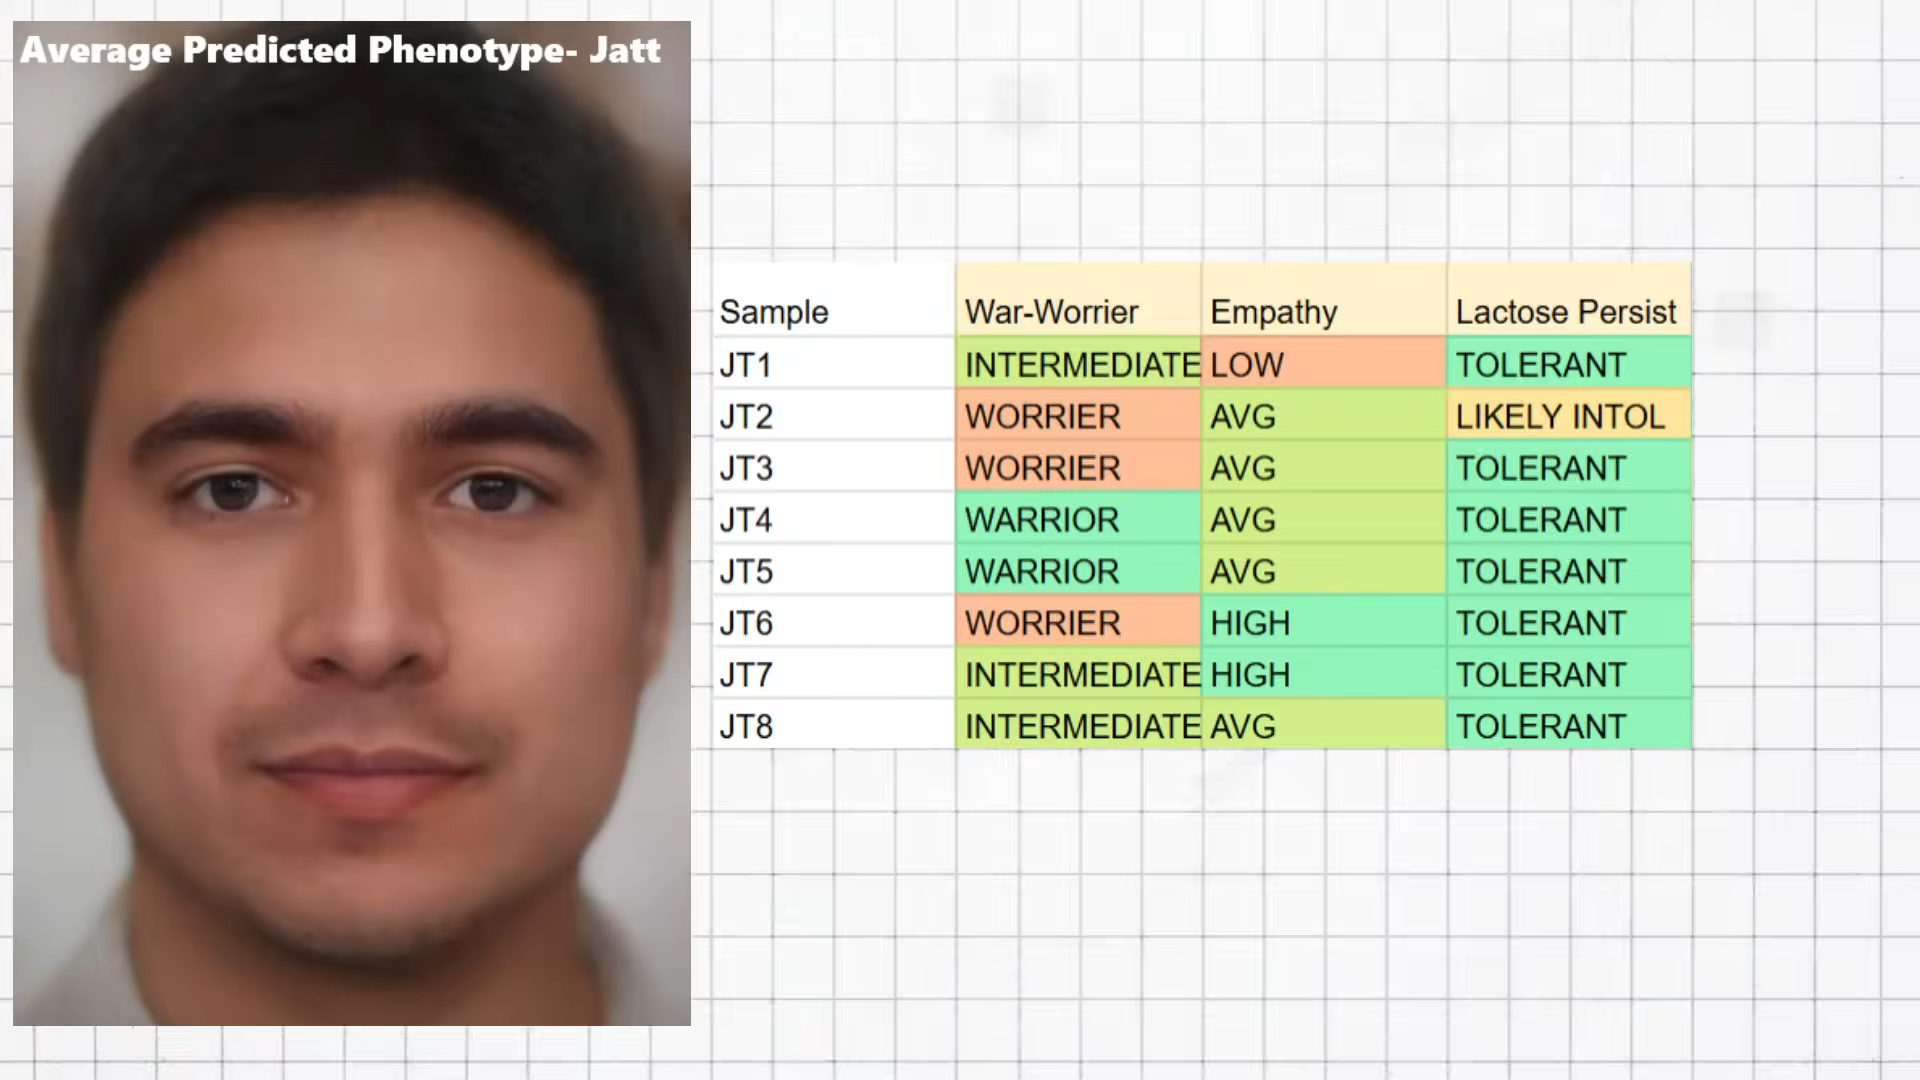 Average Predicted Phenotype- Jatt
Sample War-Worrier Empathy Lactose Persist
JT1 INTERMEDIATE LOW TOLERANT
JT2 WORRIER AVG LIKELY INTOL
JT3 WORRIER AVG TOLERANT
JT4 WARRIOR AVG TOLERANT
JT5 WARRIOR AVG TOLERANT
JT6 WORRIER HIGH TOLERANT
JT7 INTERMEDIATE HIGH TOLERANT
JT8 INTERMEDIATE AVG TOLERANT